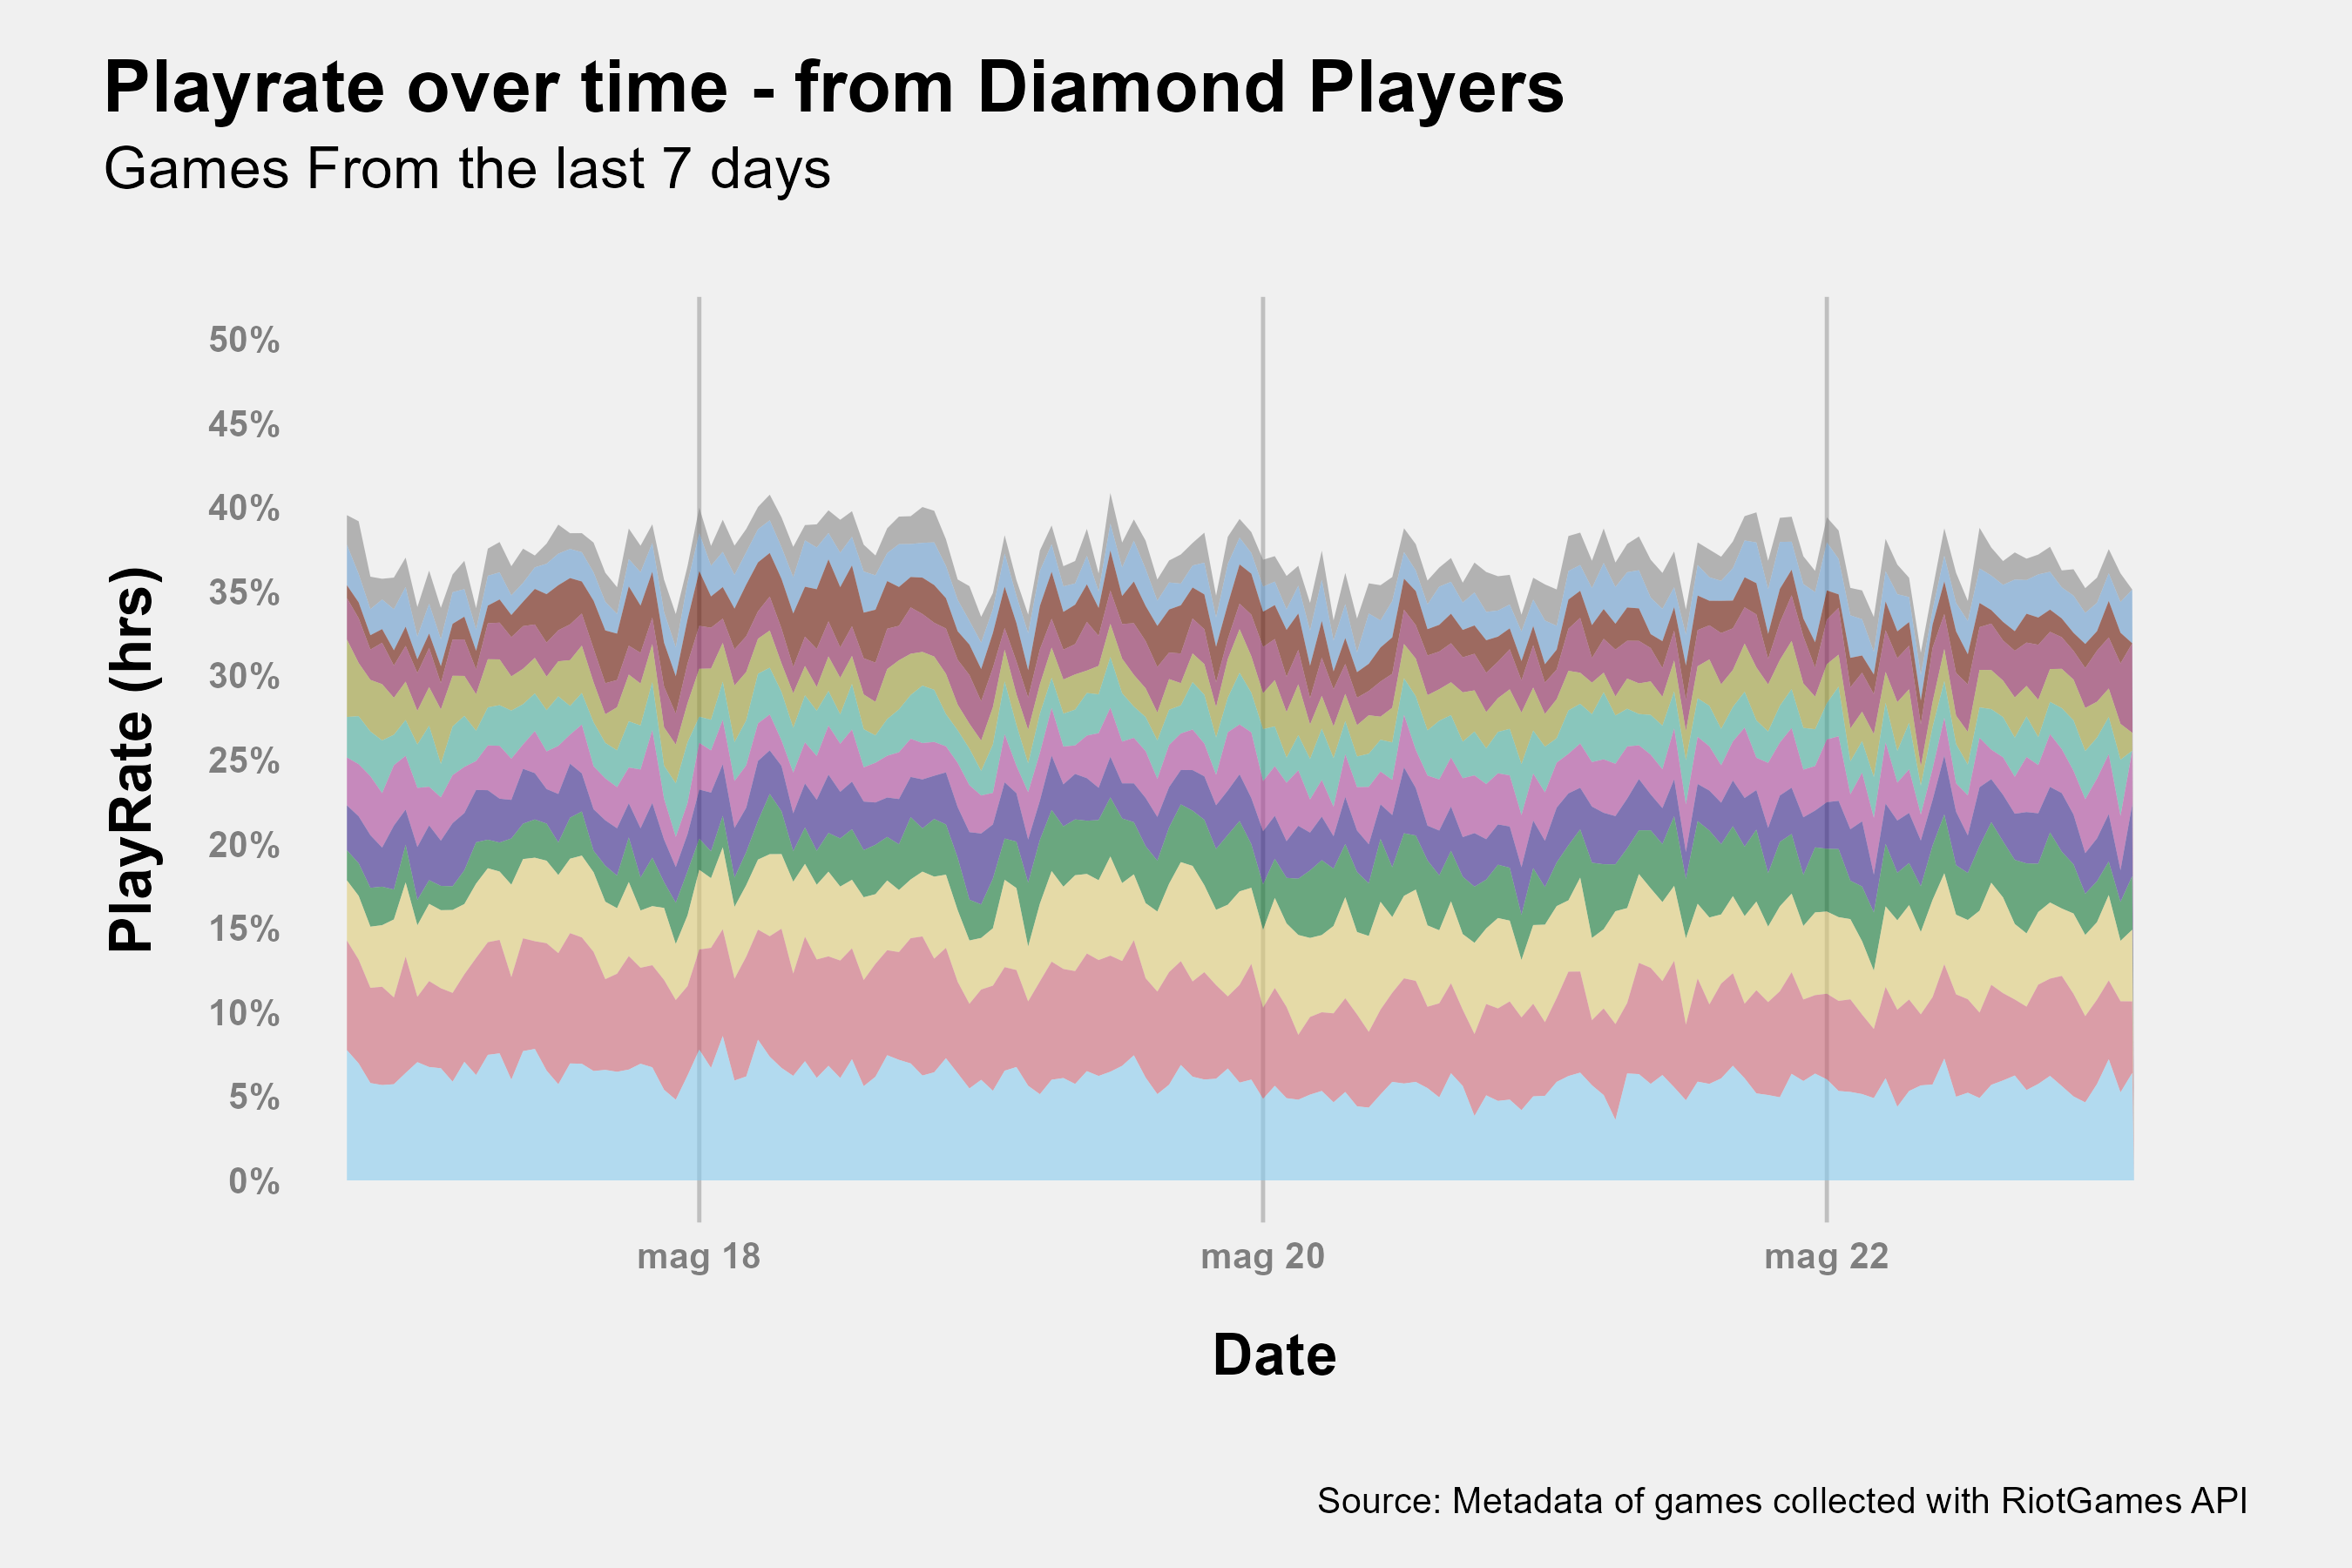 Playrate over time - from Diamond Players
Games From the last 7 days
PlayRate (hrs)
50%
45%
40%
35%
30%
25%
20%
15%
10%
5%
0%
mag 18
mag 20
mag 22
Date
Source: Metadata of games collected with RiotGames API